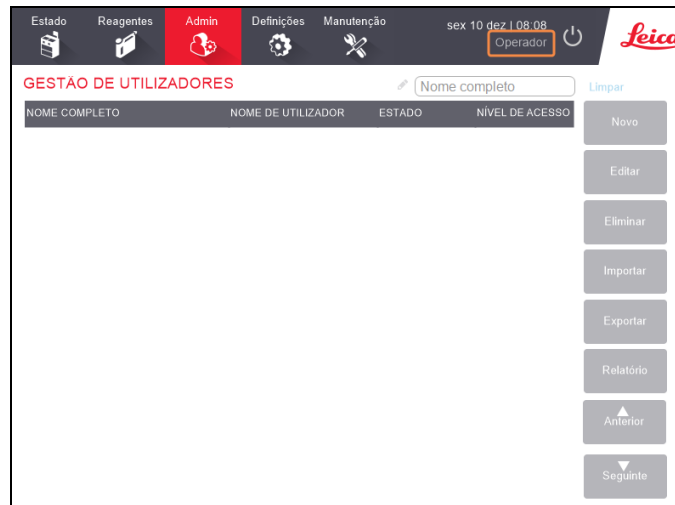 Estado Reagentes Admin Definições Manutenção sex 10 dez | 08:08
Operador
Leica
GESTÃO DE UTILIZADORES Nome completo Limpar
NOME COMPLETO NOME DE UTILIZADOR ESTADO NÍVEL DE ACESSO
Novo
Editar
Eliminar
Importar
Exportar
Relatório
Anterior
Seguinte